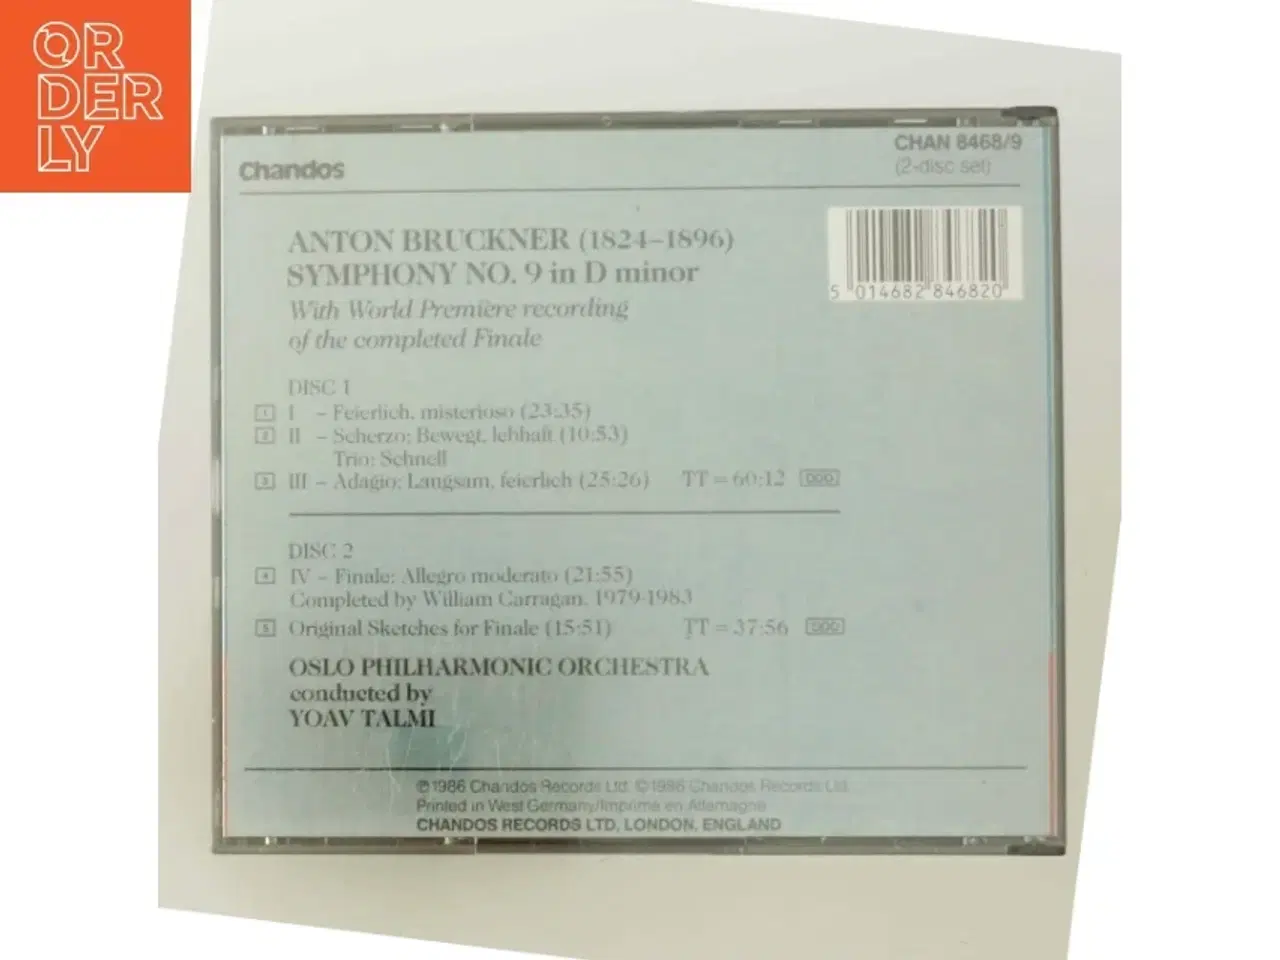 ORDERLY
Chandos
CHAN 8468/9
(2-disc set)
ANTON BRUCKNER (1824–1896)
SYMPHONY NO. 9 in D minor
With World Première recording
of the completed Finale
5 014682 846820
DISC 1
1 I – Feierlich, misterioso (23:35)
2 II – Scherzo: Bewegt, lebhaft (10:53)
Trio: Schnell
3 III – Adagio: Langsam, feierlich (25:26) TT = 60:12 DDD
DISC 2
4 IV – Finale: Allegro moderato (21:55)
Completed by William Carragan, 1979-1983
5 Original Sketches for Finale (15:51) TT = 37:56 DDD
OSLO PHILHARMONIC ORCHESTRA
conducted by
YOAV TALMI
℗ 1986 Chandos Records Ltd. © 1986 Chandos Records Ltd.
Printed in West Germany/Imprimé en Allemagne
CHANDOS RECORDS LTD, LONDON, ENGLAND